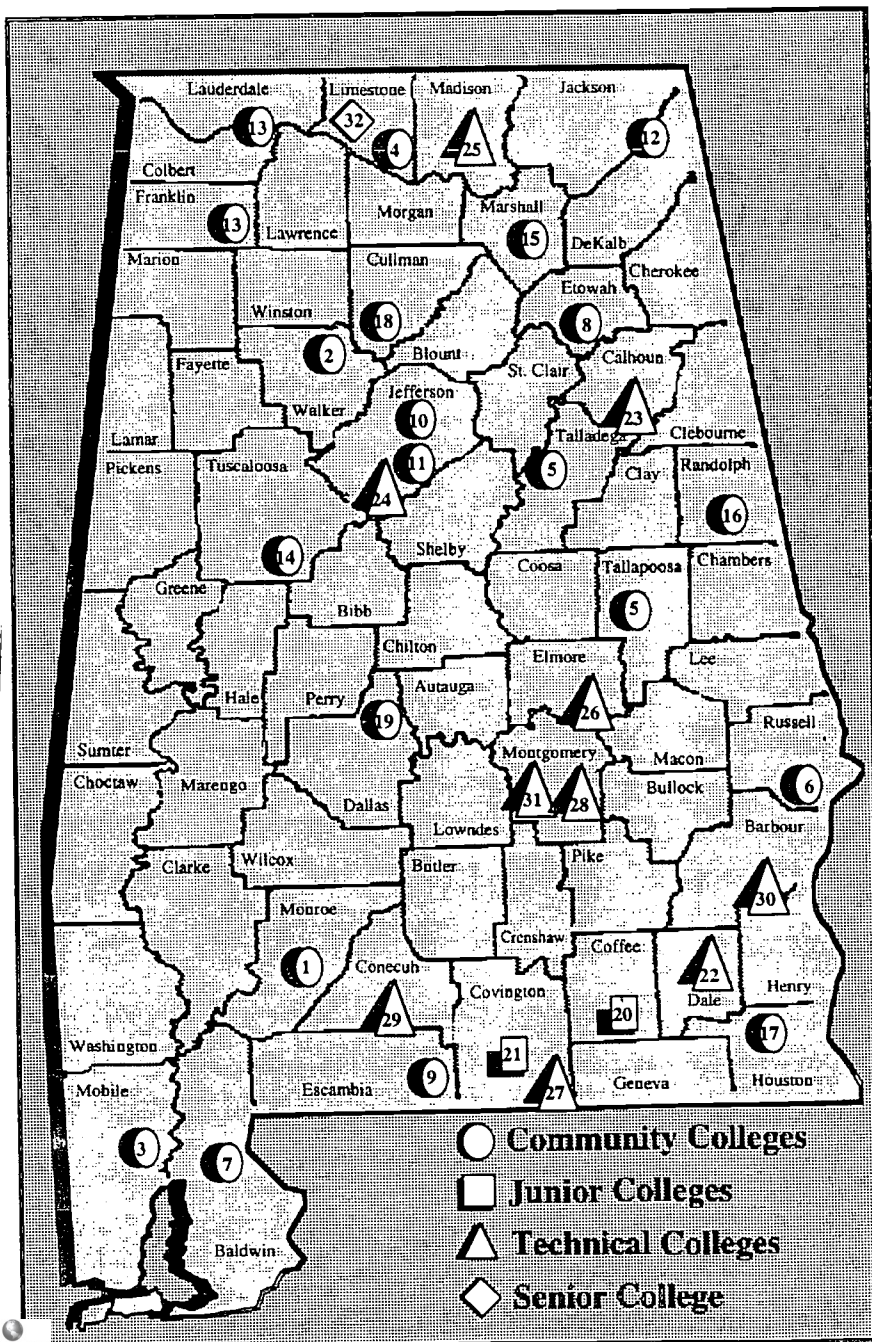 Lauderdale
Limestone
Madison
Jackson
32
13
4
25
12
Colbert
Franklin
Lawrence
Morgan
Marshall
13
15
DeKalb
Marion
Cullman
Cherokee
Etowah
Winston
18
8
2
Blount
St. Clair
Calhoun
Fayette
Jefferson
Walker
10
23
Talladega
Clebourne
Lamar
Pickens
Tuscaloosa
11
5
Clay
Randolph
24
16
14
Shelby
Coosa
Tallapoosa
Chambers
Greene
Bibb
5
Chilton
Elmore
Lee
Hale
Perry
Autauga
26
19
Russell
Sumter
Montgomery
Macon
Choctaw
Marengo
31
28
Bullock
6
Dallas
Lowndes
Barbour
Clarke
Wilcox
Butler
Pike
30
Monroe
Crenshaw
Coffee
1
Conecuh
22
Covington
Dale
Henry
29
20
Washington
21
17
Mobile
Escambia
9
27
Geneva
Houston
3
7
Community Colleges
Junior Colleges
Technical Colleges
Baldwin
Senior College